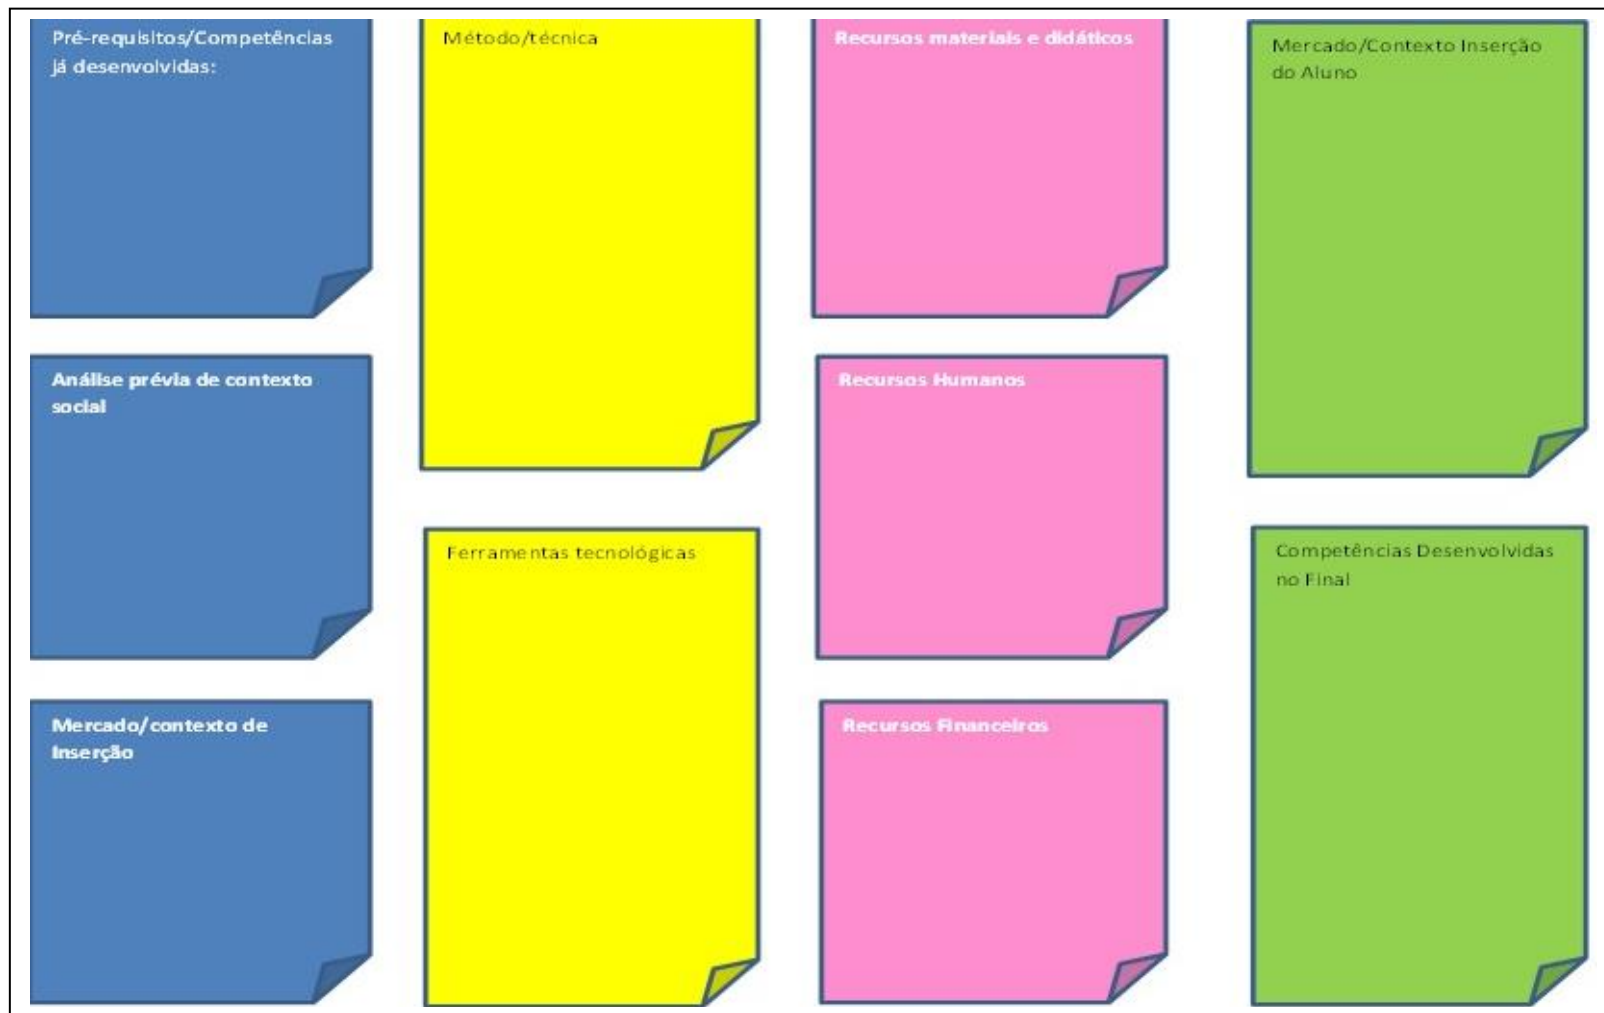 Pré-requisitos/Competências
já desenvolvidas:
Análise prévia de contexto
social
Mercado/contexto de
Inserção
Método/técnica
Ferramentas tecnológicas
Recursos materiais e didáticos
Recursos Humanos
Recursos Financeiros
Mercado/Contexto Inserção
do Aluno
Competências Desenvolvidas
no Final